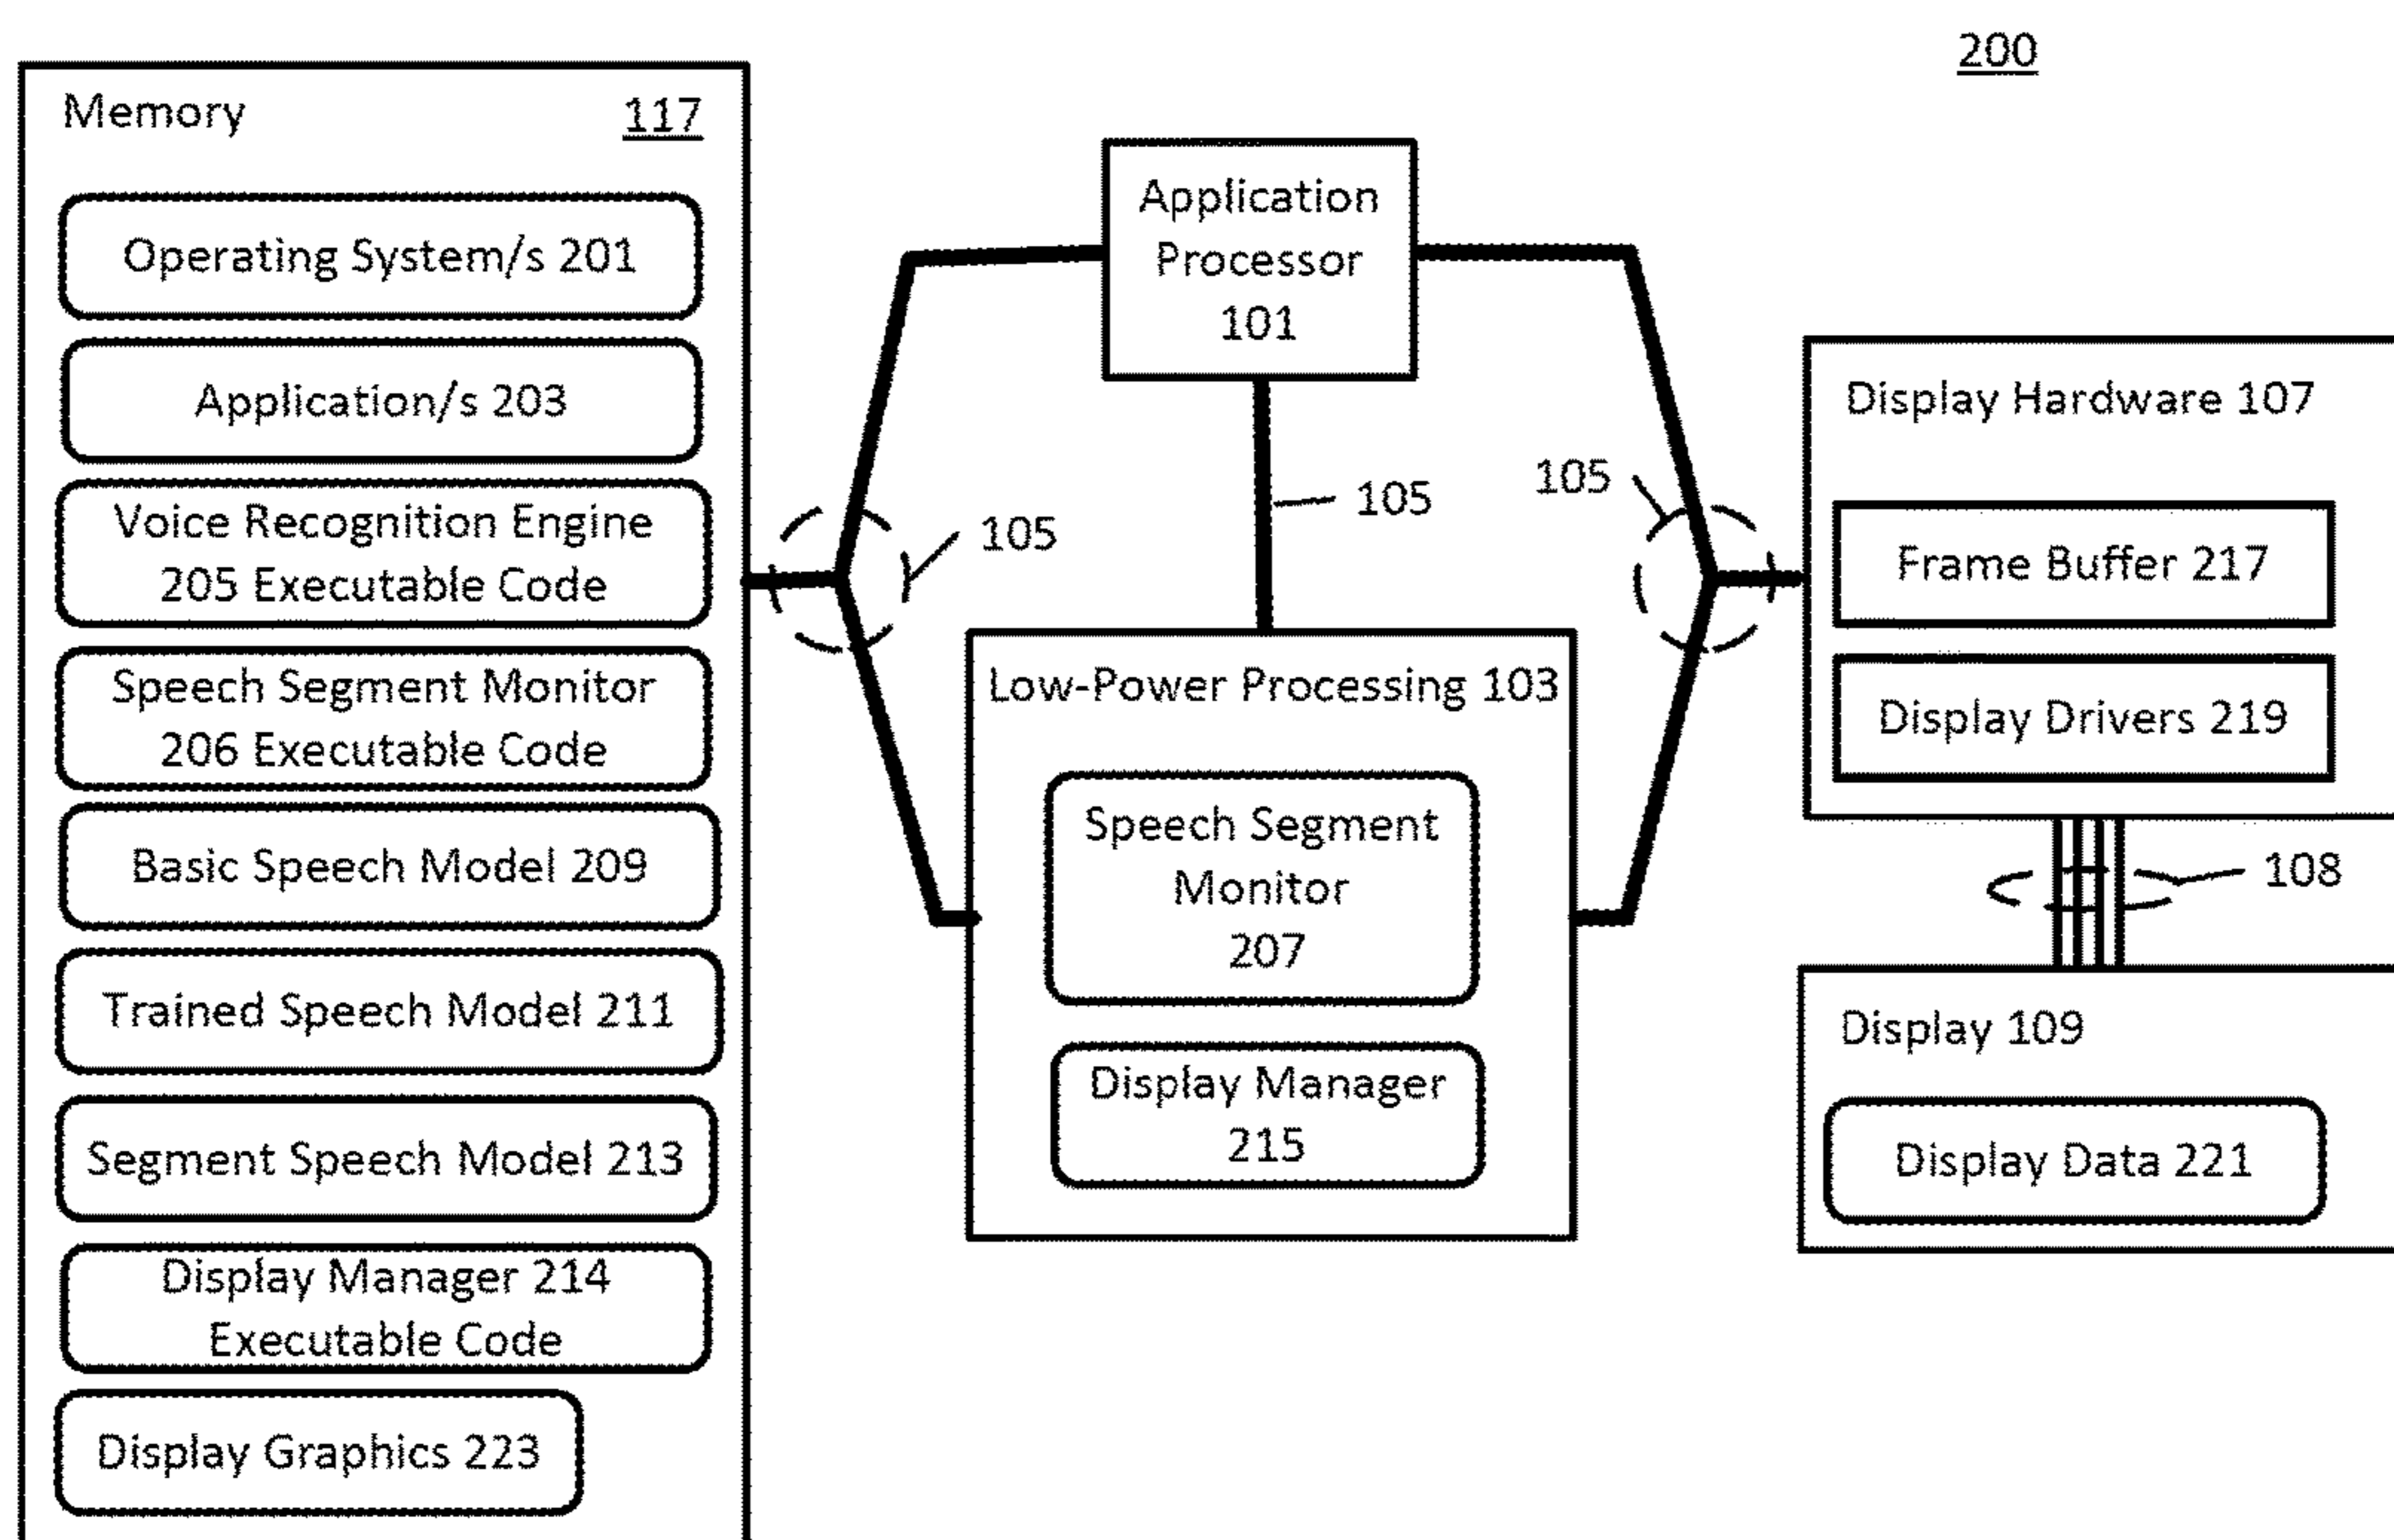 200
Memory 117
Operating System/s 201
Application/s 203
Voice Recognition Engine
205 Executable Code
Speech Segment Monitor
206 Executable Code
Basic Speech Model 209
Trained Speech Model 211
Segment Speech Model 213
Display Manager 214
Executable Code
Display Graphics 223
105
Application
Processor
101
105
Low-Power Processing 103
Speech Segment
Monitor
207
Display Manager
215
105
Display Hardware 107
Frame Buffer 217
Display Drivers 219
108
Display 109
Display Data 221